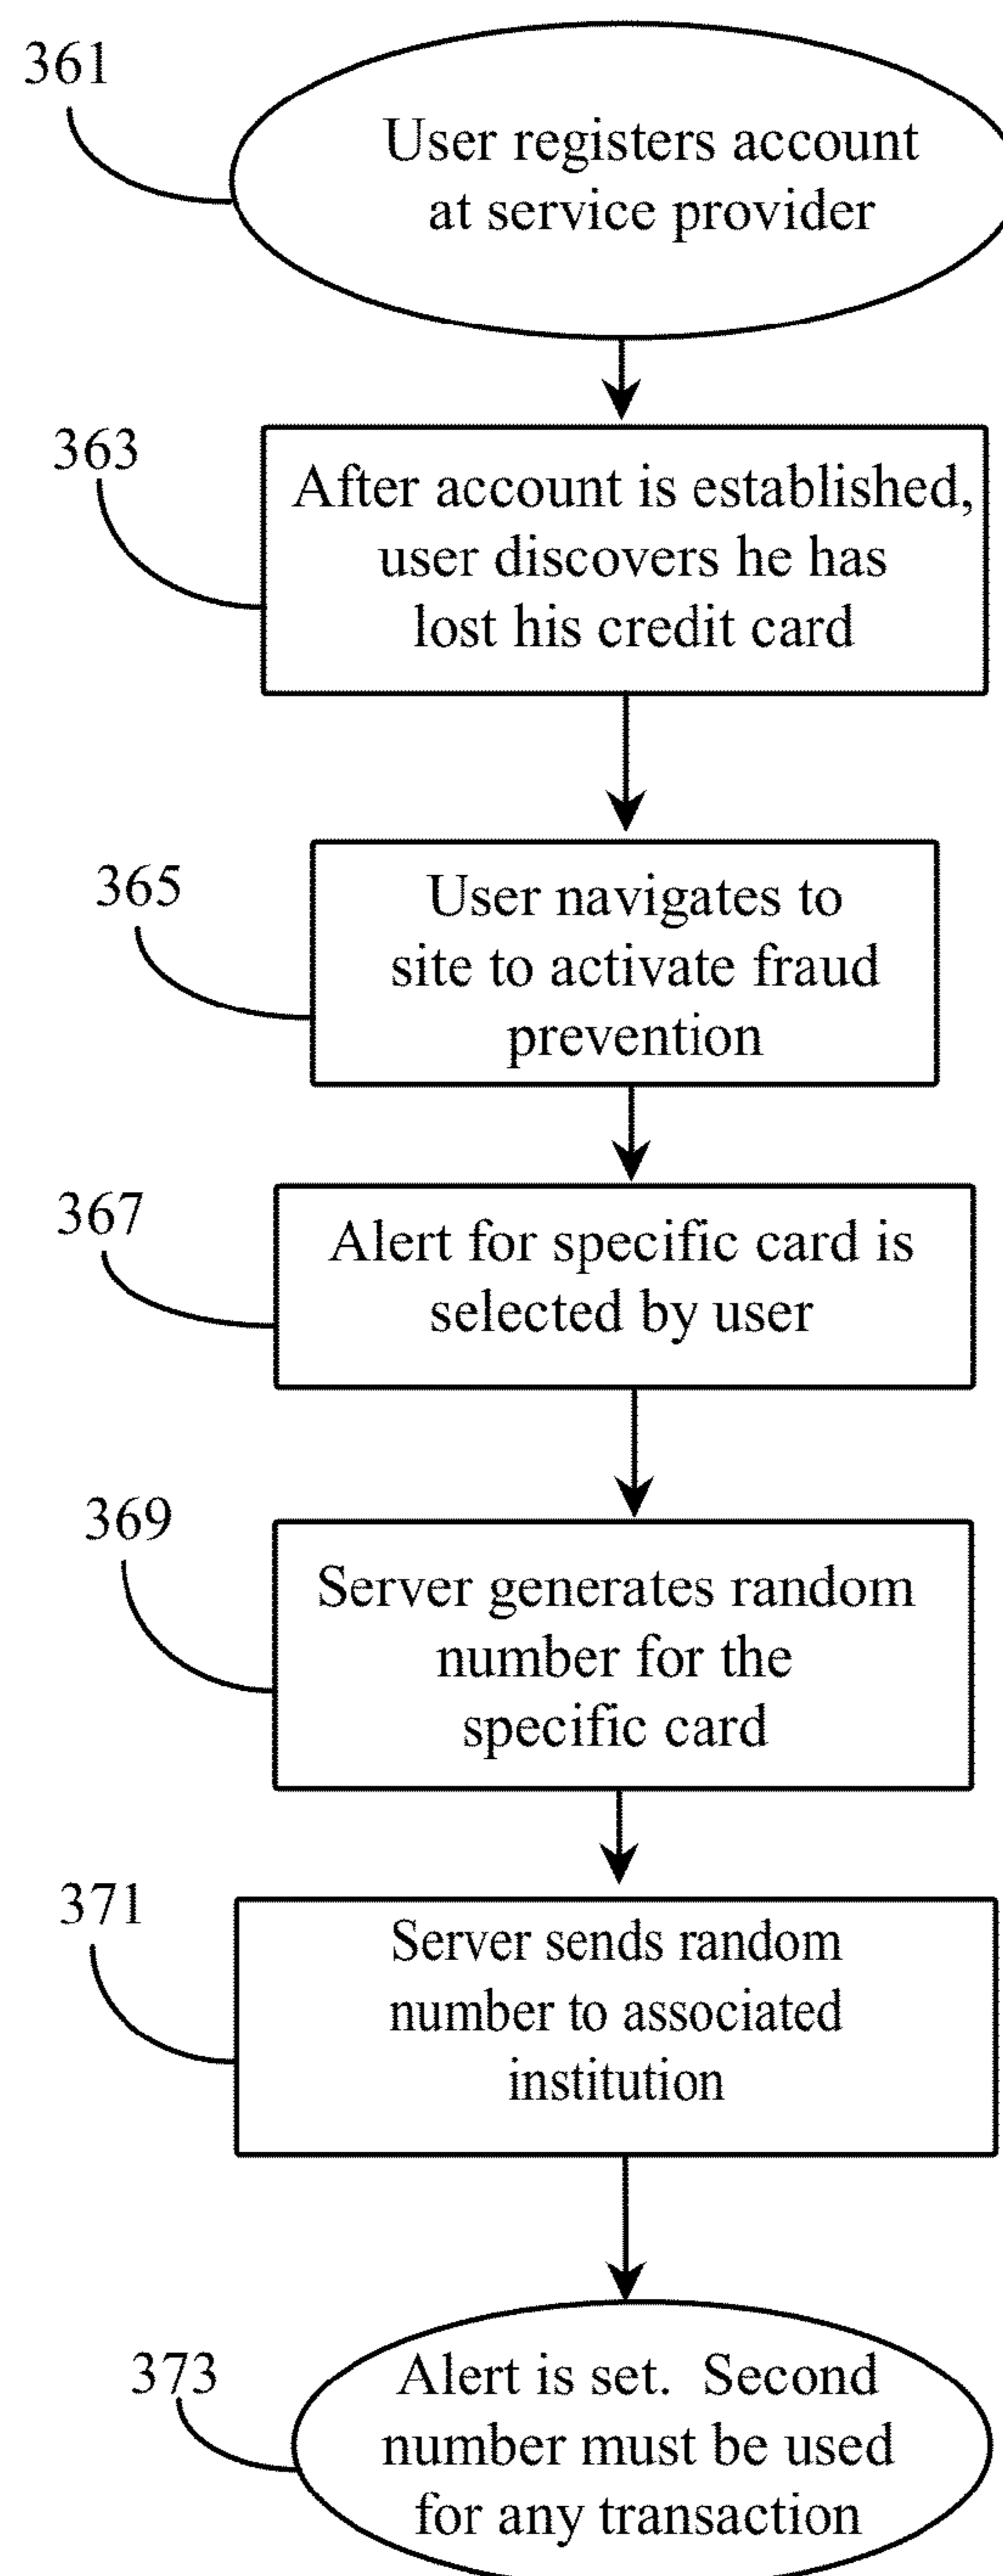 361
User registers account
at service provider
363
After account is established,
user discovers he has
lost his credit card
365
User navigates to
site to activate fraud
prevention
367
Alert for specific card is
selected by user
369
Server generates random
number for the
specific card
371
Server sends random
number to associated
institution
373
Alert is set.  Second
number must be used
for any transaction